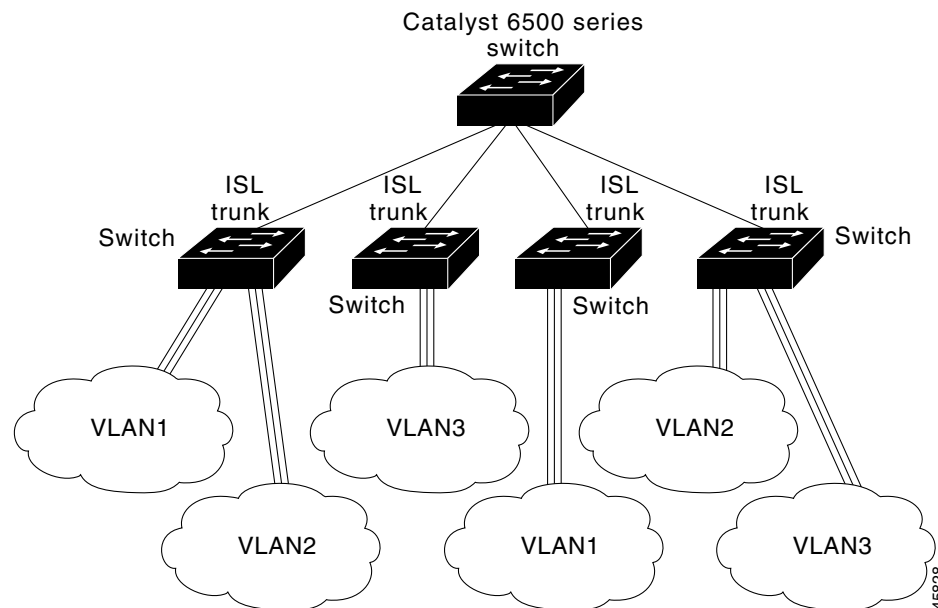 Catalyst 6500 series
switch
ISL
trunk
ISL
trunk
ISL
trunk
ISL
trunk
Switch
Switch
Switch
Switch
VLAN1
VLAN3
VLAN2
VLAN2
VLAN1
VLAN3